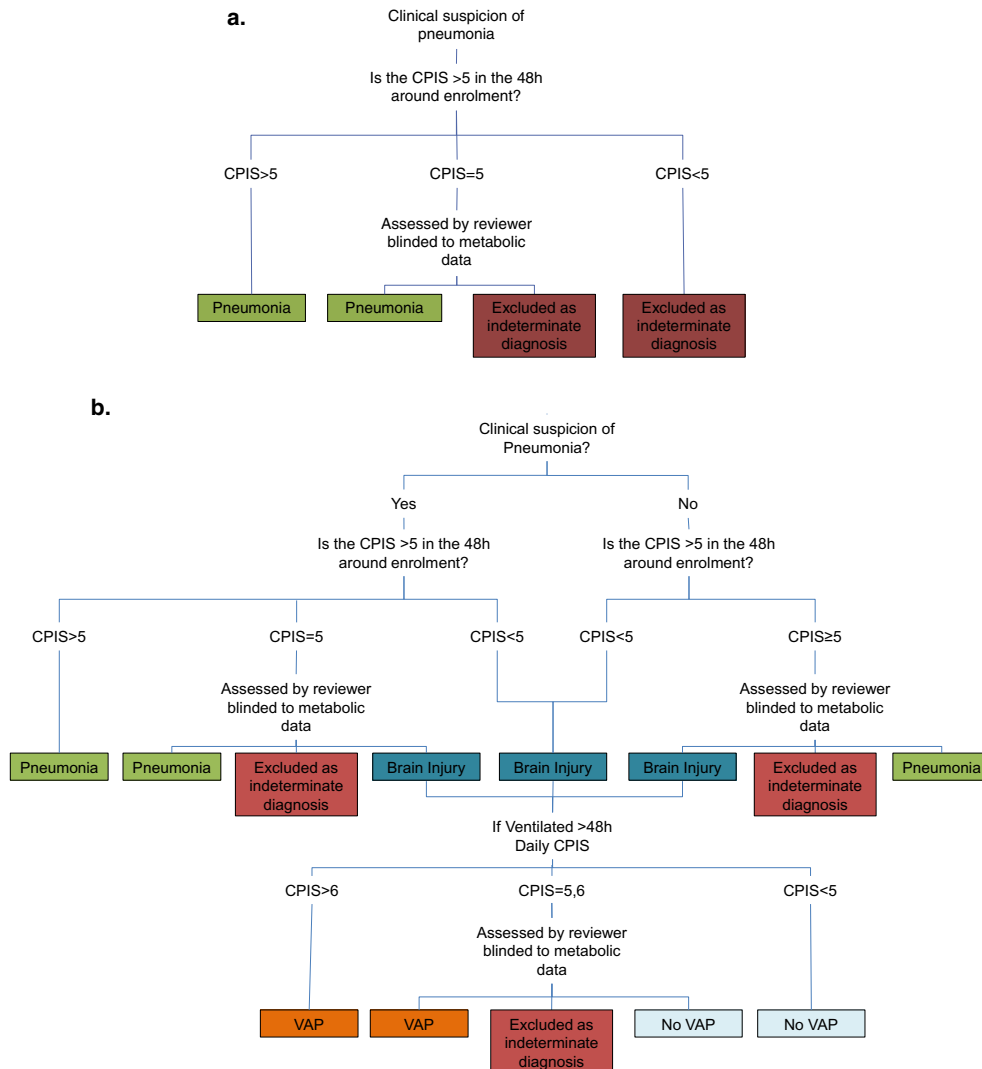 a.
Clinical suspicion of
pneumonia
Is the CPIS >5 in the 48h
around enrolment?
CPIS>5
CPIS=5
CPIS<5
Assessed by reviewer
blinded to metabolic
data
Pneumonia
Pneumonia
Excluded as
indeterminate
diagnosis
Excluded as
indeterminate
diagnosis
b.
Clinical suspicion of
Pneumonia?
Yes
No
Is the CPIS >5 in the 48h
around enrolment?
Is the CPIS >5 in the 48h
around enrolment?
CPIS>5
CPIS=5
CPIS<5
CPIS<5
CPIS≥5
Assessed by reviewer
blinded to metabolic
data
Assessed by reviewer
blinded to metabolic
data
Pneumonia
Pneumonia
Excluded as
indeterminate
diagnosis
Brain Injury
Brain Injury
Brain Injury
Excluded as
indeterminate
diagnosis
Pneumonia
If Ventilated >48h
Daily CPIS
CPIS>6
CPIS=5,6
CPIS<5
Assessed by reviewer
blinded to metabolic
data
VAP
VAP
Excluded as
indeterminate
diagnosis
No VAP
No VAP